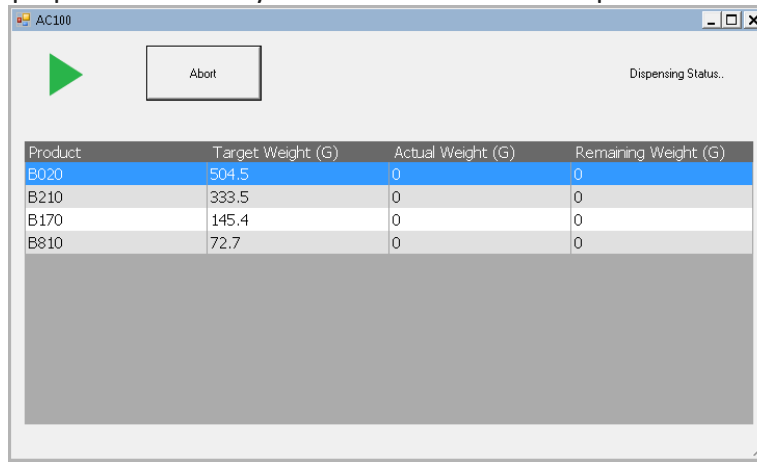 AC100
Abort
Dispensing Status..
Product Target Weight (G) Actual Weight (G) Remaining Weight (G)
B020 504.5 0 0
B210 333.5 0 0
B170 145.4 0 0
B810 72.7 0 0